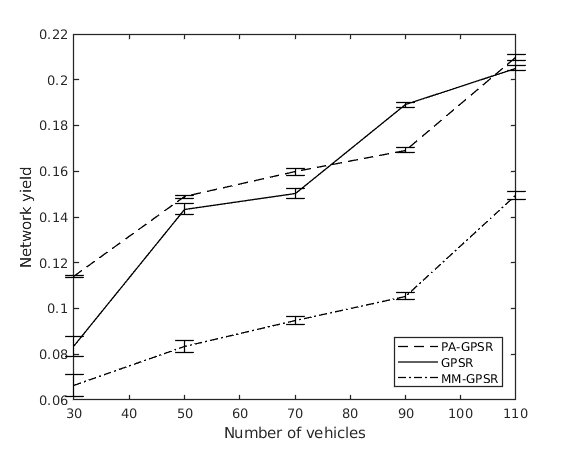 0.22
0.2
0.18
0.16
0.14
0.12
0.1
0.08
0.06
Network yield
30 40 50 60 70 80 90 100 110
Number of vehicles
PA-GPSR
GPSR
MM-GPSR